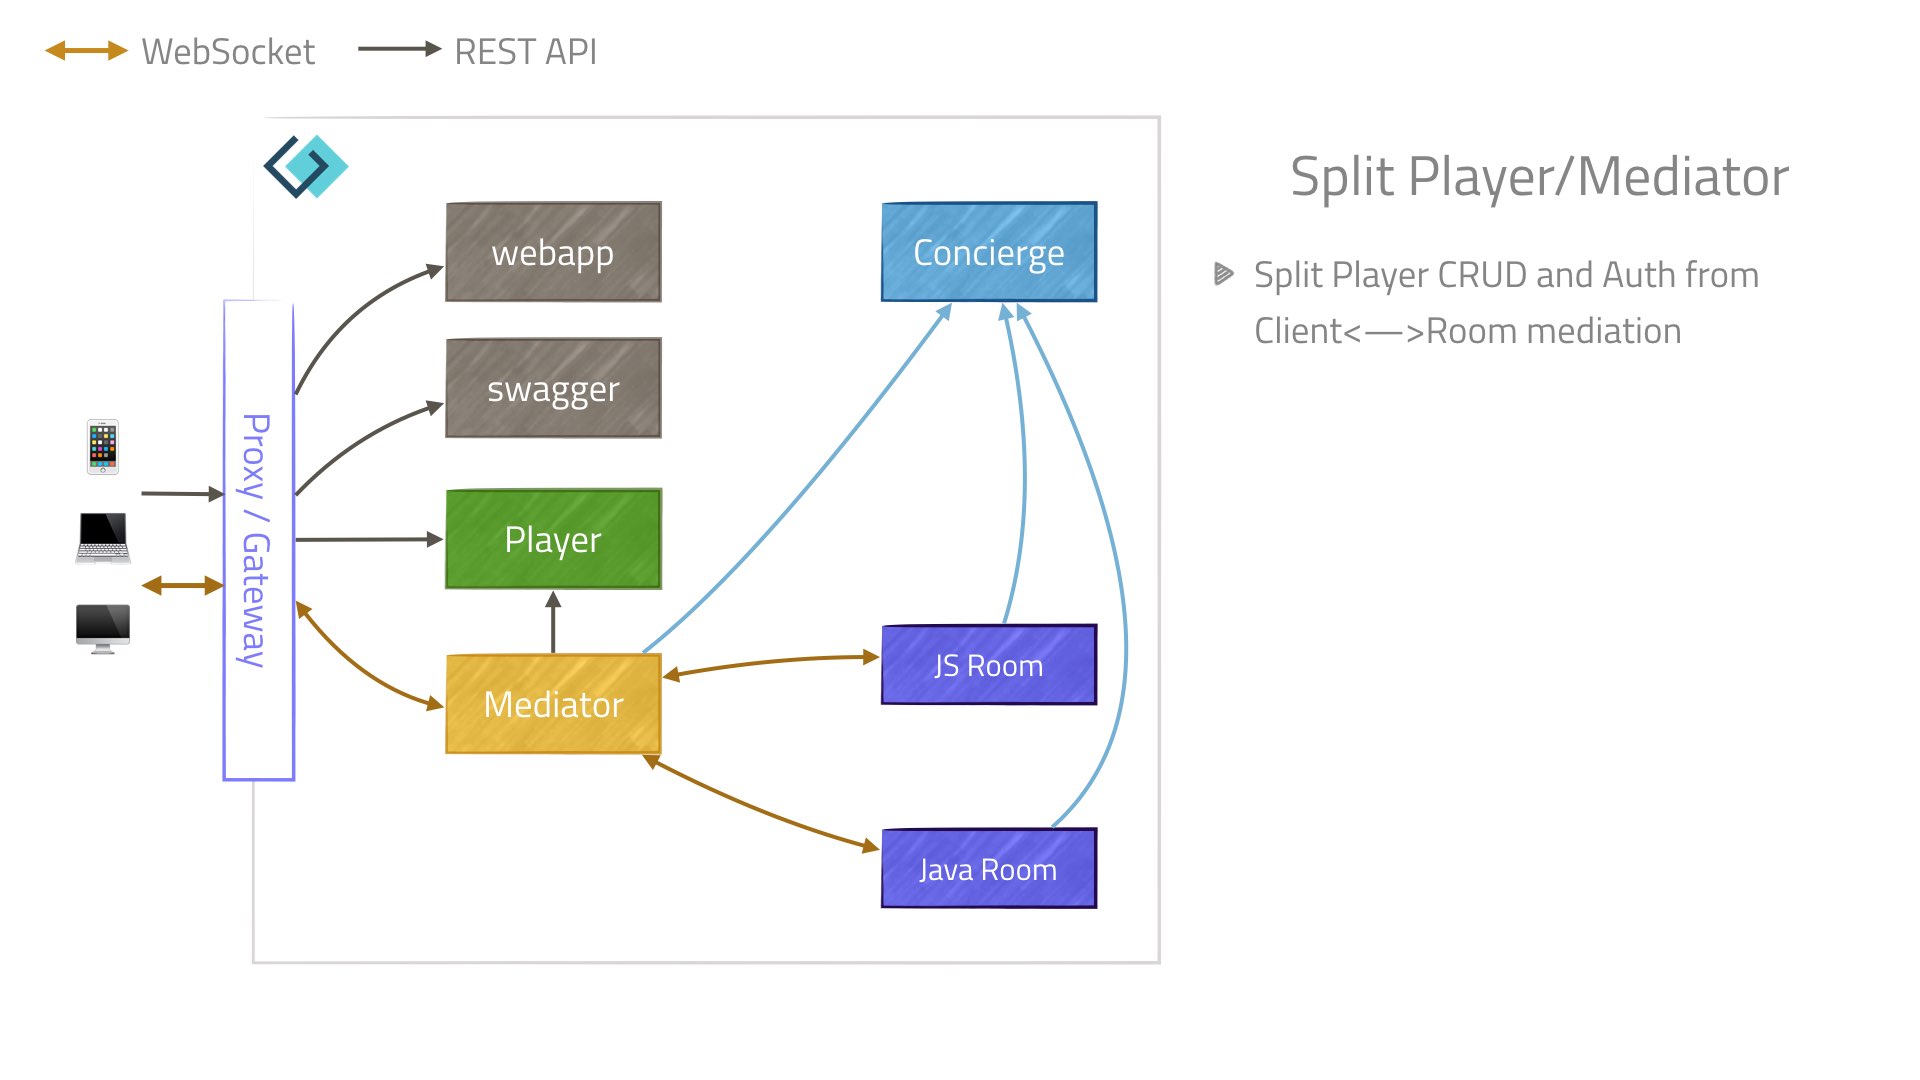 WebSocket
REST API
Split Player/Mediator
Split Player CRUD and Auth from
Client<—>Room mediation
webapp
Concierge
swagger
Proxy / Gateway
Player
Mediator
JS Room
Java Room